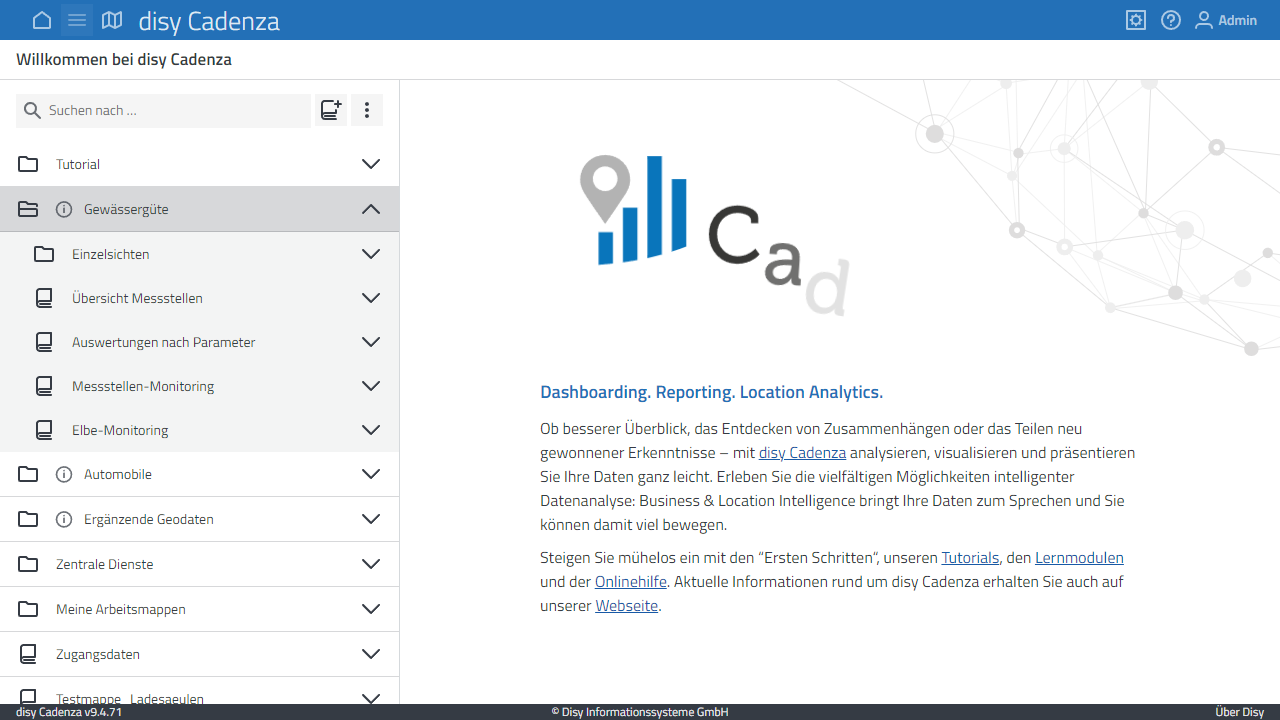 disy Cadenza
Admin
Willkommen bei disy Cadenza
Suchen nach ...
Tutorial
Gewässergüte
Einzelsichten
Übersicht Messstellen
Auswertungen nach Parameter
Messstellen-Monitoring
Elbe-Monitoring
Automobile
Ergänzende Geodaten
Zentrale Dienste
Meine Arbeitsmappen
Zugangsdaten
Testmappe_Ladesaeulen
Cad
Dashboarding. Reporting. Location Analytics.
Ob besserer Überblick, das Entdecken von Zusammenhängen oder das Teilen neu
gewonnener Erkenntnisse – mit disy Cadenza analysieren, visualisieren und präsentieren
Sie Ihre Daten ganz leicht. Erleben Sie die vielfältigen Möglichkeiten intelligenter
Datenanalyse: Business & Location Intelligence bringt Ihre Daten zum Sprechen und Sie
können damit viel bewegen.
Steigen Sie mühelos ein mit den “Ersten Schritten”, unseren Tutorials, den Lernmodulen
und der Onlinehilfe. Aktuelle Informationen rund um disy Cadenza erhalten Sie auch auf
unserer Webseite.
disy Cadenza v9.4.71
© Disy Informationssysteme GmbH
Über Disy